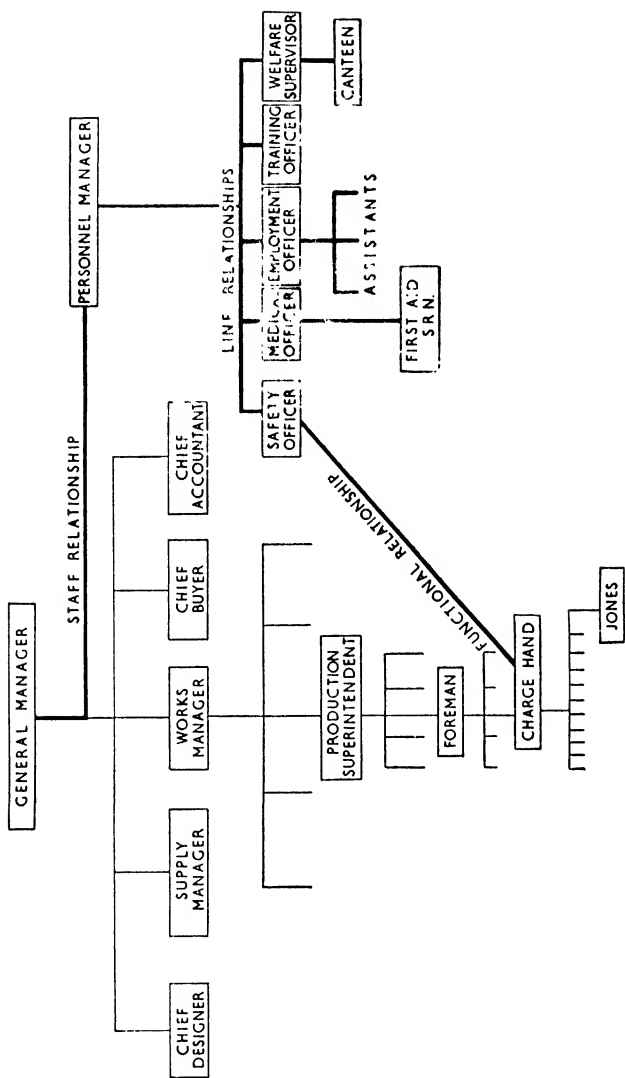 GENERAL MANAGER
STAFF RELATIONSHIP
PERSONNEL MANAGER
CHIEF
DESIGNER
SUPPLY
MANAGER
WORKS
MANAGER
CHIEF
BUYER
CHIEF
ACCOUNTANT
LINE RELATIONSHIPS
SAFETY
OFFICER
MEDICAL
OFFICER
EMPLOYMENT
OFFICER
TRAINING
OFFICER
WELFARE
SUPERVISOR
PRODUCTION
SUPERINTENDENT
FUNCTIONAL RELATIONSHIP
ASSISTANTS
CANTEEN
FIRST AID
S.R.N.
FOREMAN
CHARGE HAND
JONES